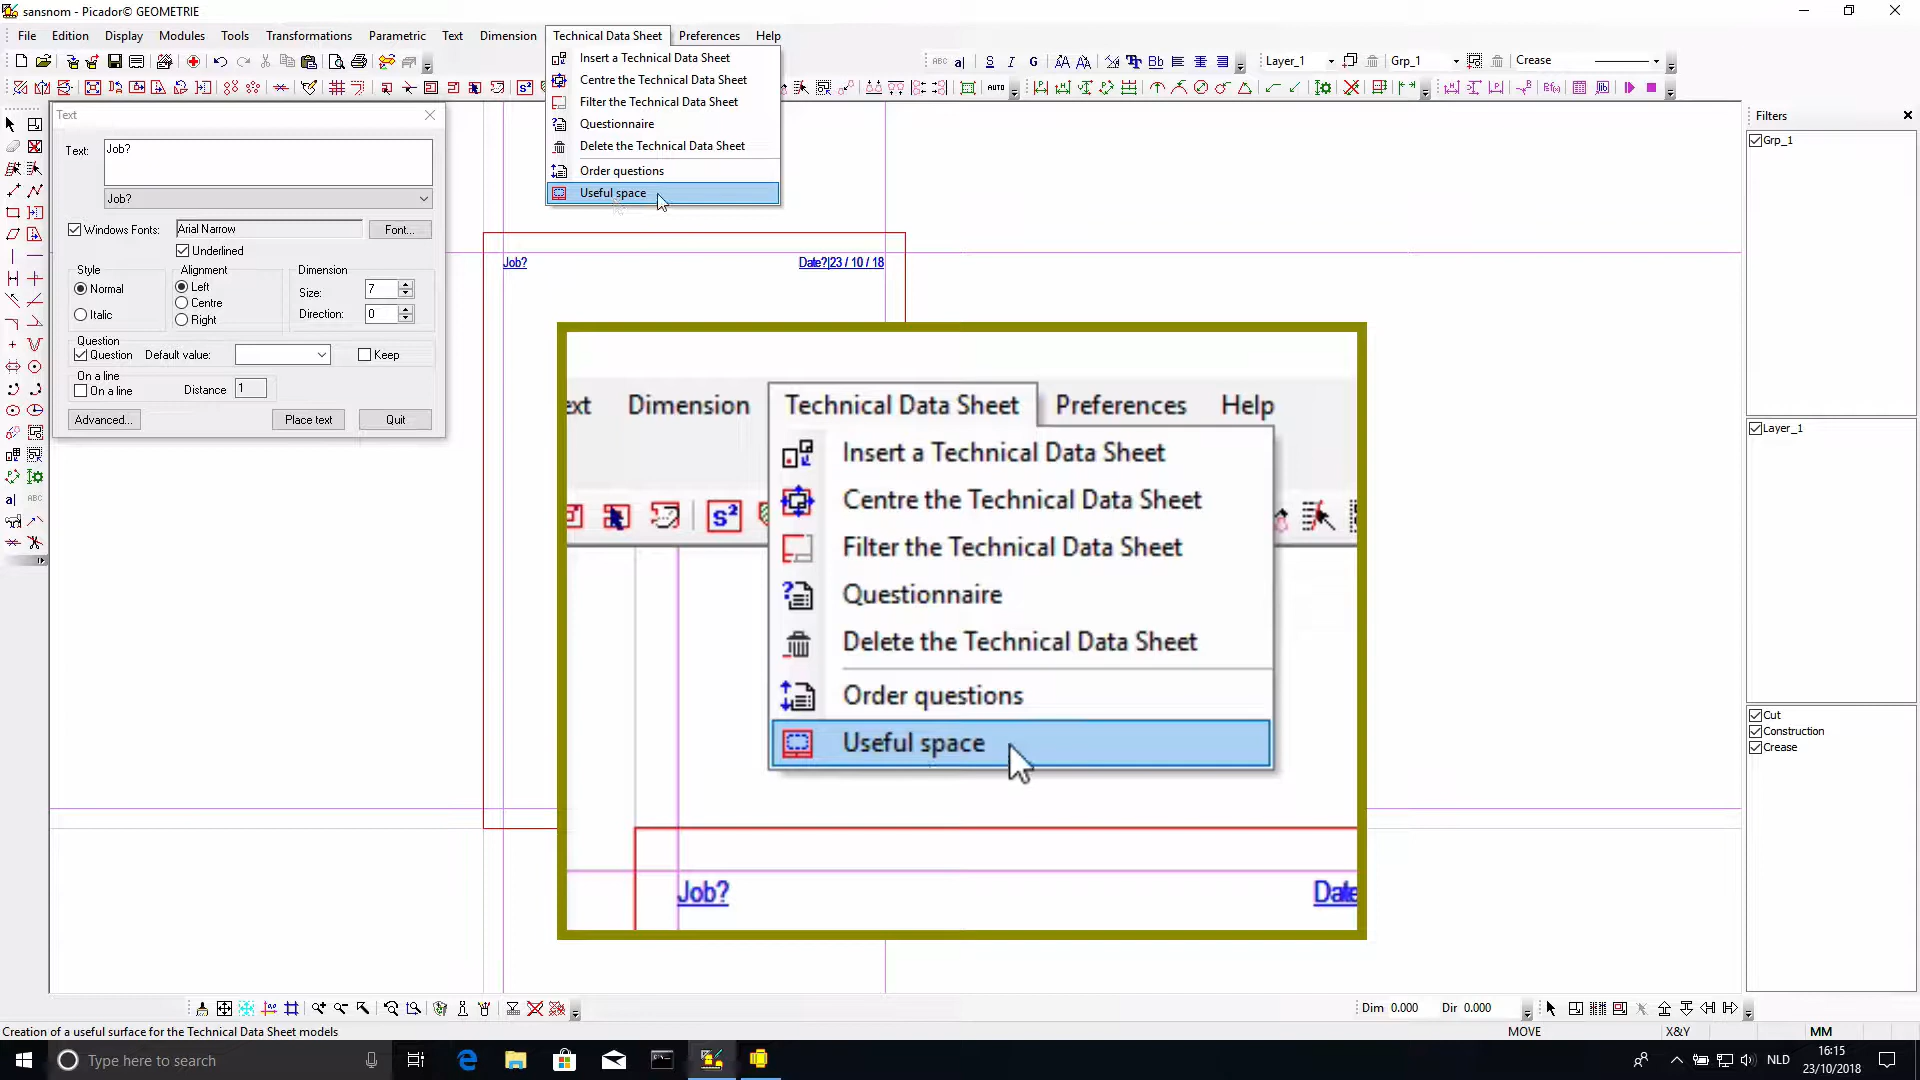 sansnom - Picador© GEOMETRIE
File Edition Display Modules Tools Transformations Parametric Text Dimension Technical Data Sheet Preferences Help
Insert a Technical Data Sheet
Centre the Technical Data Sheet
Filter the Technical Data Sheet
Questionnaire
Delete the Technical Data Sheet
Order questions
Useful space
ABC a| S I G Layer_1 Grp_1 Crease
S² AUTO
Text
Text: Job?
Job?
Windows Fonts: Arial Narrow Font...
Underlined
Style Alignment Dimension
Normal Left Size: 7
Italic Centre Direction: 0
Right
Question
Question Default value: Keep
On a line
On a line Distance 1
Advanced... Place text Quit
a| ABC
Job? Date?|23 / 10 / 18
ext Dimension Technical Data Sheet Preferences Help
Insert a Technical Data Sheet
Centre the Technical Data Sheet
Filter the Technical Data Sheet
Questionnaire
Delete the Technical Data Sheet
Order questions
Useful space
S²
Job? Date
Filters
Grp_1
Layer_1
Cut
Construction
Crease
Dim 0.000 Dir 0.000
Creation of a useful surface for the Technical Data Sheet models MOVE X&Y MM
Type here to search NLD 16:15
23/10/2018